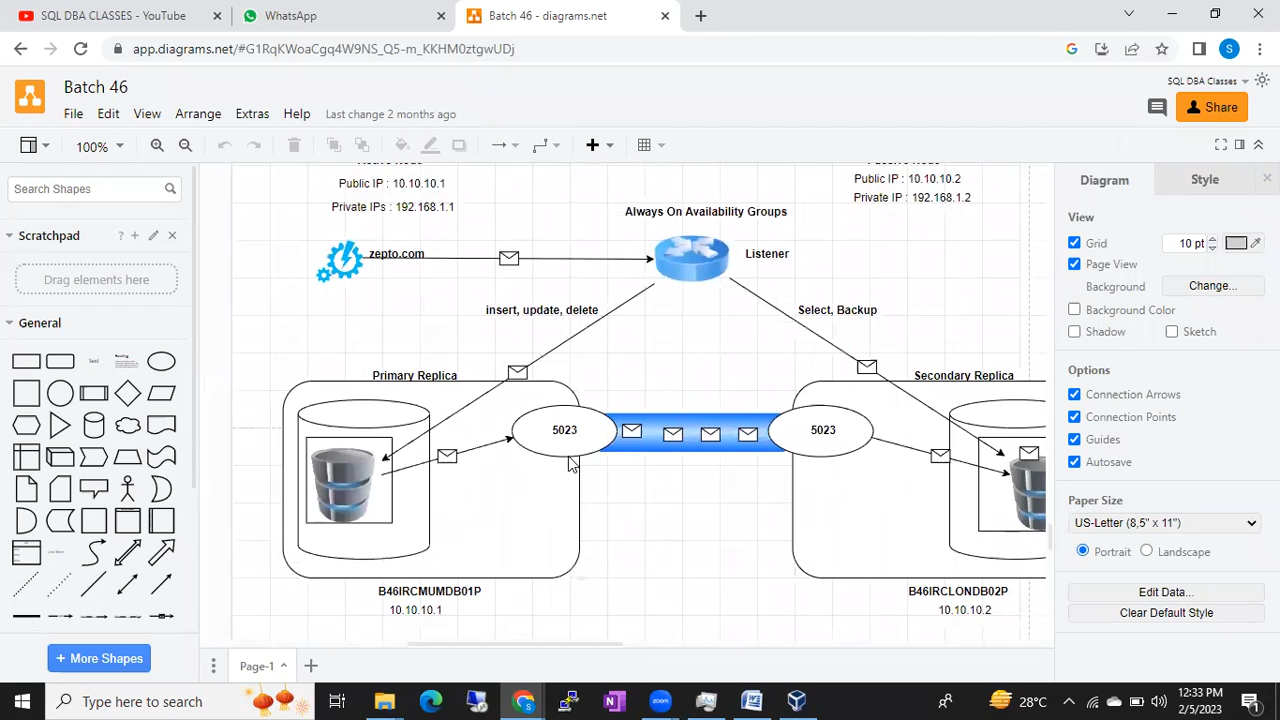 SQL DBA CLASSES - YouTube
WhatsApp
Batch 46 - diagrams.net
app.diagrams.net/#G1RqKWoaCgq4W9NS_Q5-m_KKHM0ztgwUDj
S
Batch 46
SQL DBA Classes
File Edit View Arrange Extras Help Last change 2 months ago
Share
100%
Search Shapes
Scratchpad
?
Drag elements here
General
Text
Heading
List Item
More Shapes
Public IP : 10.10.10.1
Private IPs : 192.168.1.1
Public IP : 10.10.10.2
Private IP : 192.168.1.2
Always On Availability Groups
zepto.com
Listener
insert, update, delete
Select, Backup
Primary Replica
Secondary Replica
5023
5023
B46IRCMUMDB01P
10.10.10.1
B46IRCLONDB02P
10.10.10.2
Page-1
Diagram
Style
View
Grid
10 pt
Page View
Background
Change...
Background Color
Shadow
Sketch
Options
Connection Arrows
Connection Points
Guides
Autosave
Paper Size
US-Letter (8,5" x 11")
Portrait
Landscape
Edit Data...
Clear Default Style
Type here to search
zoom
28°C
12:33 PM
2/5/2023
1